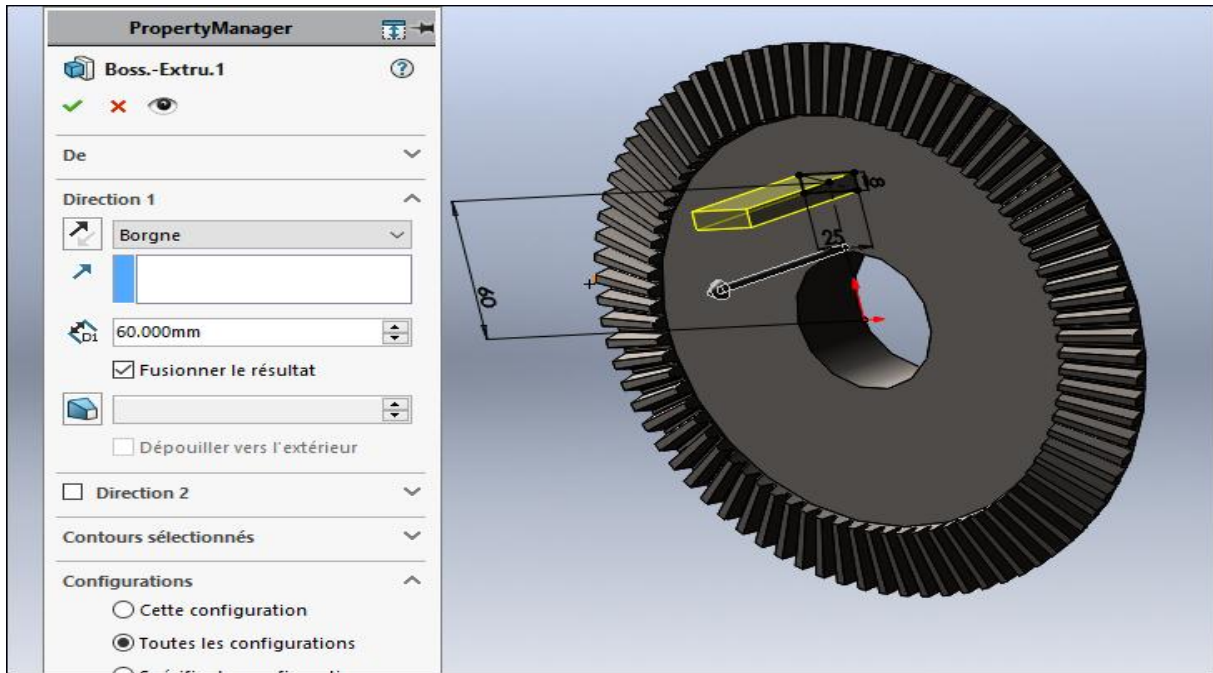 PropertyManager
Boss.-Extru.1
De
Direction 1
Borgne
D1
60.000mm
Fusionner le résultat
Dépouiller vers l'extérieur
Direction 2
Contours sélectionnés
Configurations
Cette configuration
Toutes les configurations
60
25
8